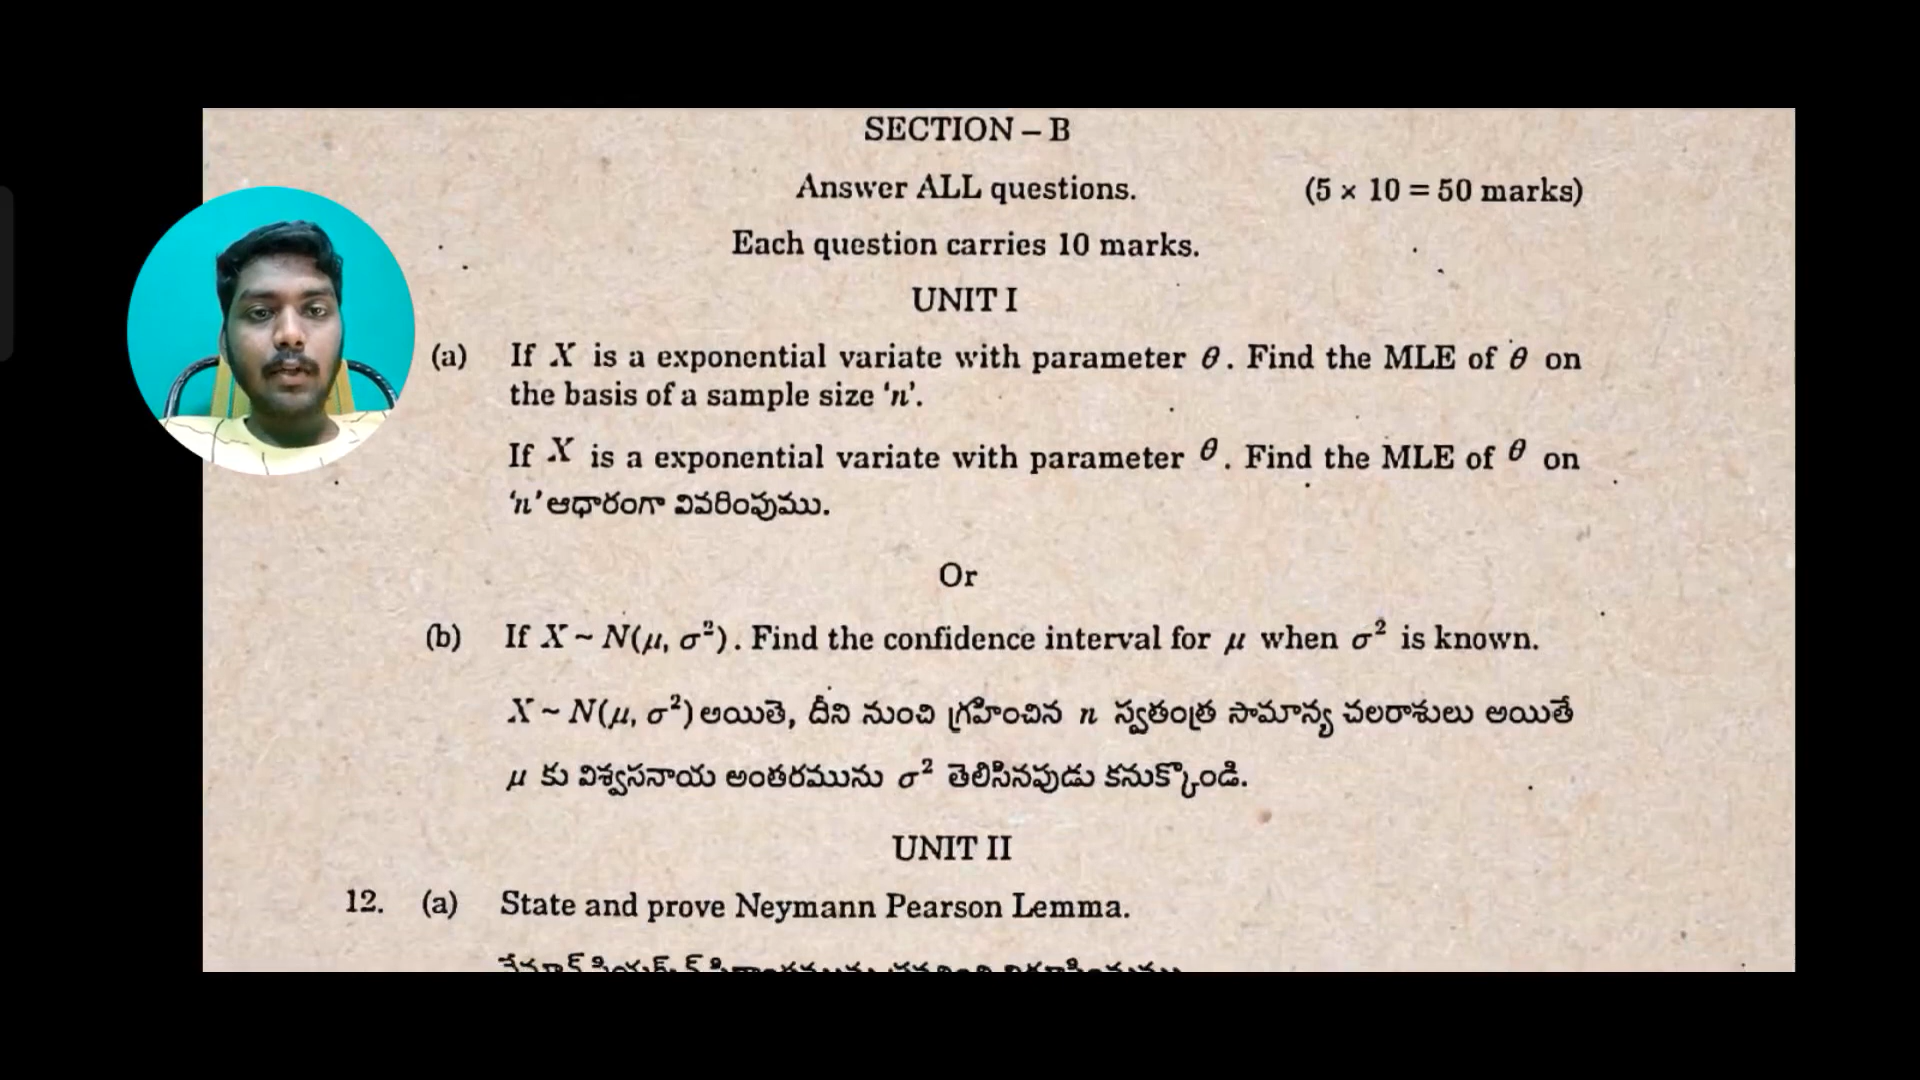 SECTION – B
Answer ALL questions. (5 × 10 = 50 marks)
Each question carries 10 marks.
UNIT I
(a) If X is a exponential variate with parameter θ. Find the MLE of θ on
the basis of a sample size ‘n’.
If X is a exponential variate with parameter θ. Find the MLE of θ on
‘n’ ఆధారంగా వివరింపుము.
Or
(b) If X ~ N(μ, σ²). Find the confidence interval for μ when σ² is known.
X ~ N(μ, σ²) అయితె, దీని నుంచి గ్రహించిన n స్వతంత్ర సామాన్య చలరాశులు అయితే
μ కు విశ్వసనాయ అంతరమును σ² తెలిసినపుడు కనుక్కోండి.
UNIT II
12. (a) State and prove Neymann Pearson Lemma.